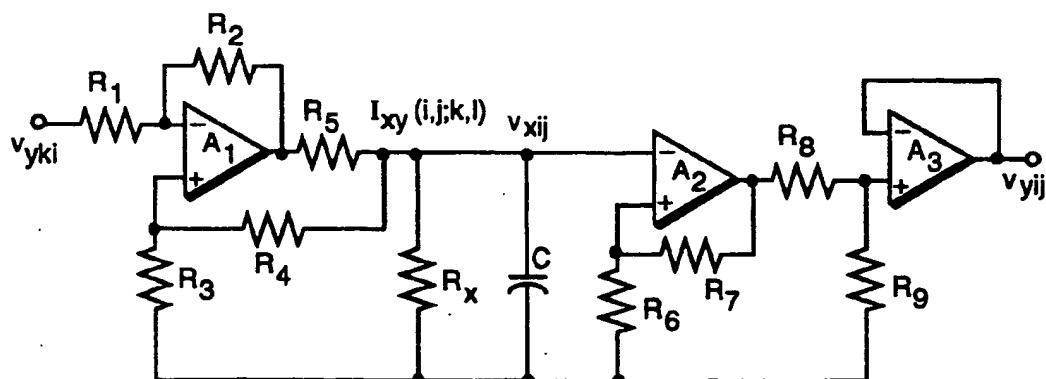 R2
R1
vyki
A1
R5
Ixy (i,j;k,l)
vxij
R4
R3
Rx
C
A2
R8
A3
vyij
R7
R6
R9